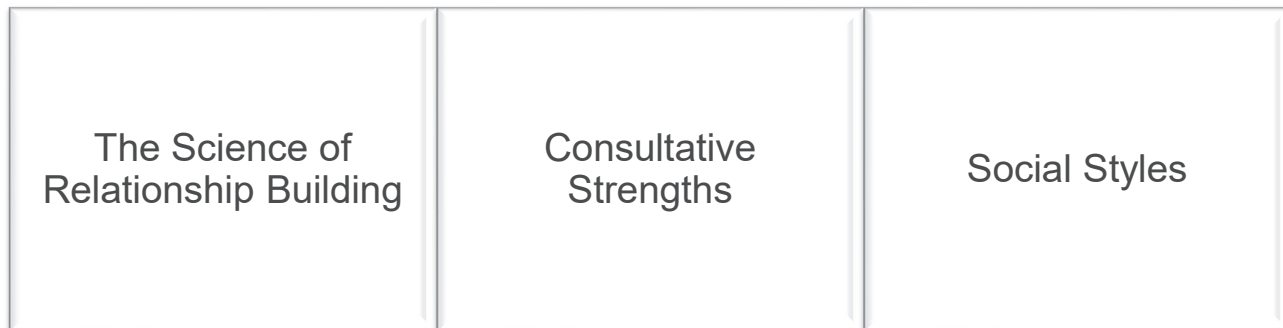 The Science of
Relationship Building
Consultative
Strengths
Social Styles